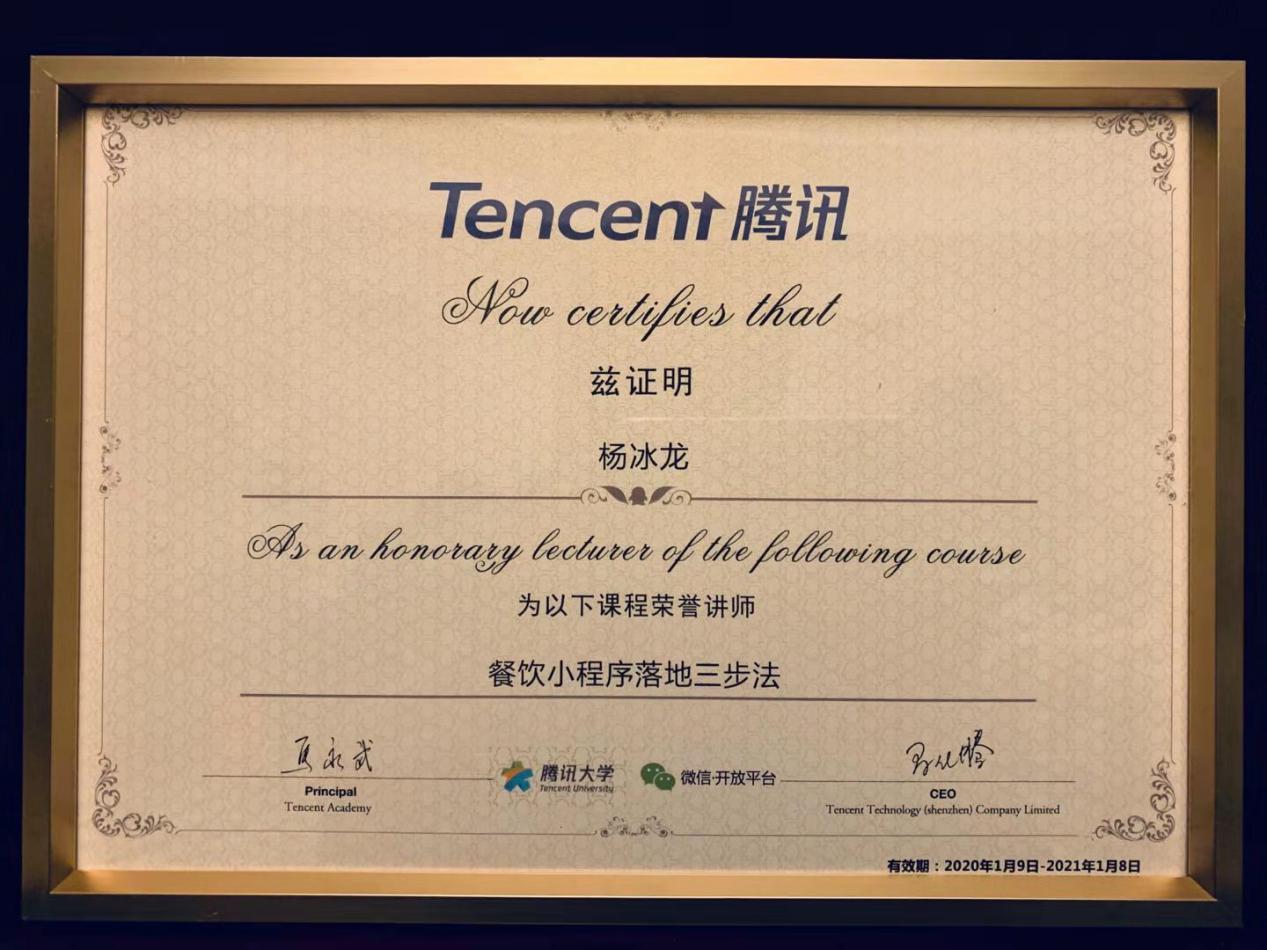 Tencent 腾讯
Now certifies that
兹证明
杨冰龙
As an honorary lecturer of the following course
为以下课程荣誉讲师
餐饮小程序落地三步法
Principal
Tencent Academy
腾讯大学
Tencent University
微信·开放平台
CEO
Tencent Technology (shenzhen) Company Limited
有效期：2020年1月9日-2021年1月8日